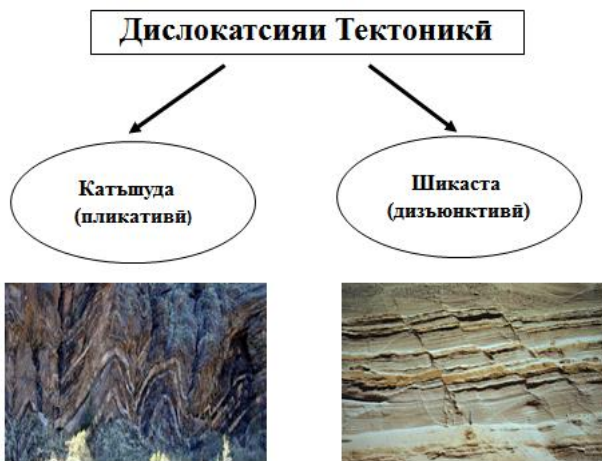 Дислокатсияи Тектоникӣ
Катъшуда
(пликативӣ)
Шикаста
(дизъюнктивӣ)